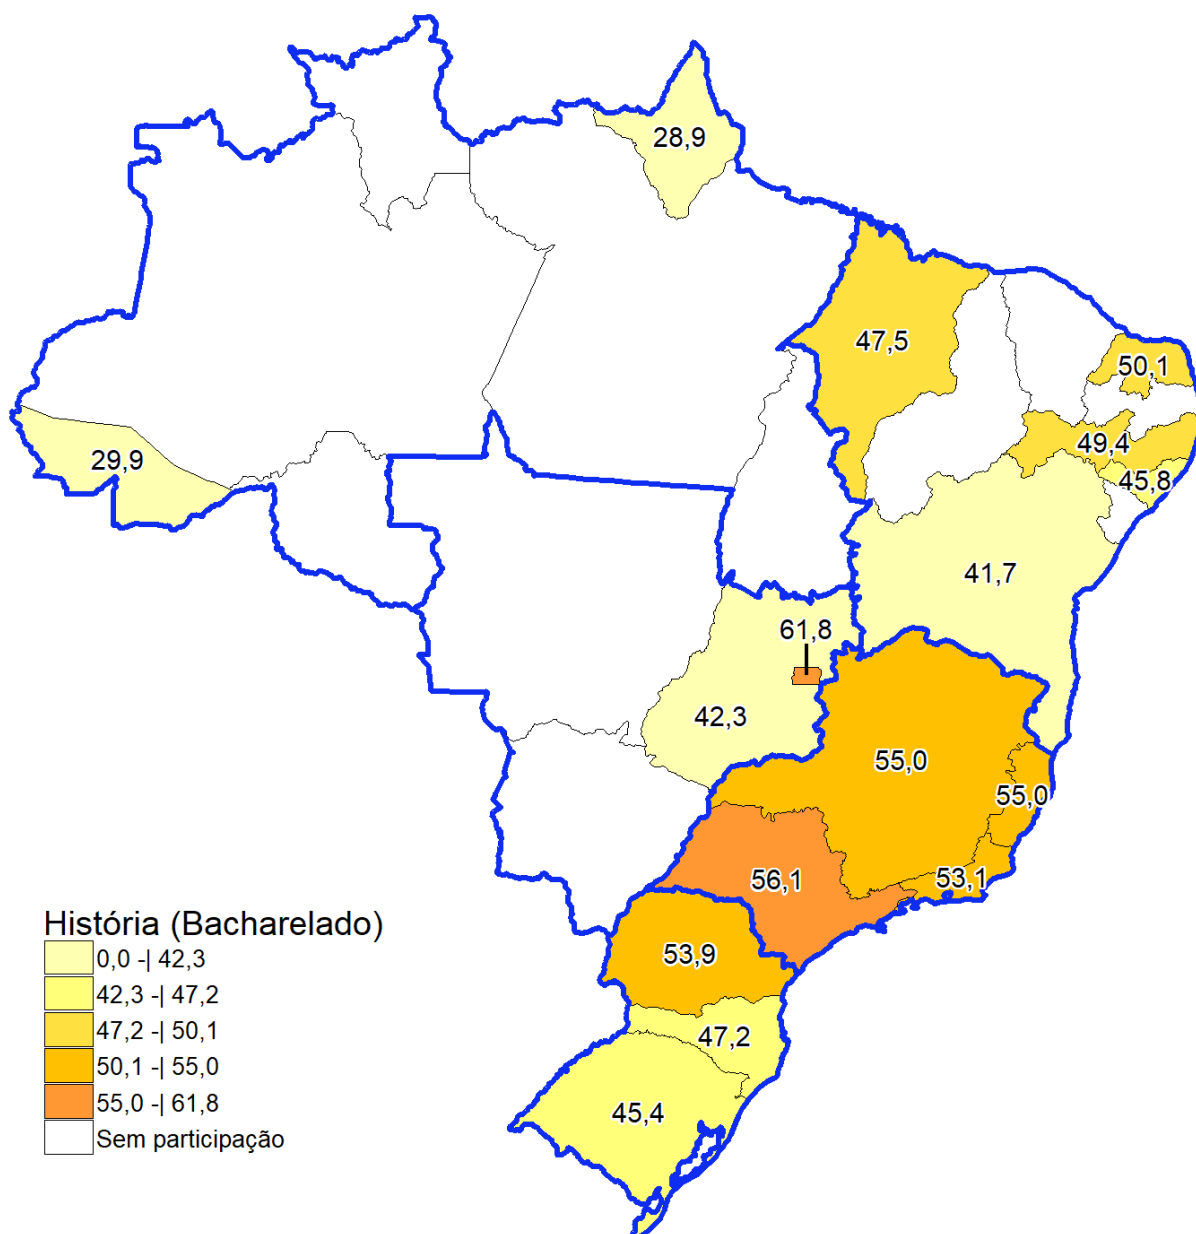 28,9
47,5
50,1
49,4
29,9
45,8
41,7
61,8
42,3
55,0
55,0
56,1
53,1
53,9
47,2
45,4
História (Bacharelado)
0,0 -| 42,3
42,3 -| 47,2
47,2 -| 50,1
50,1 -| 55,0
55,0 -| 61,8
Sem participação